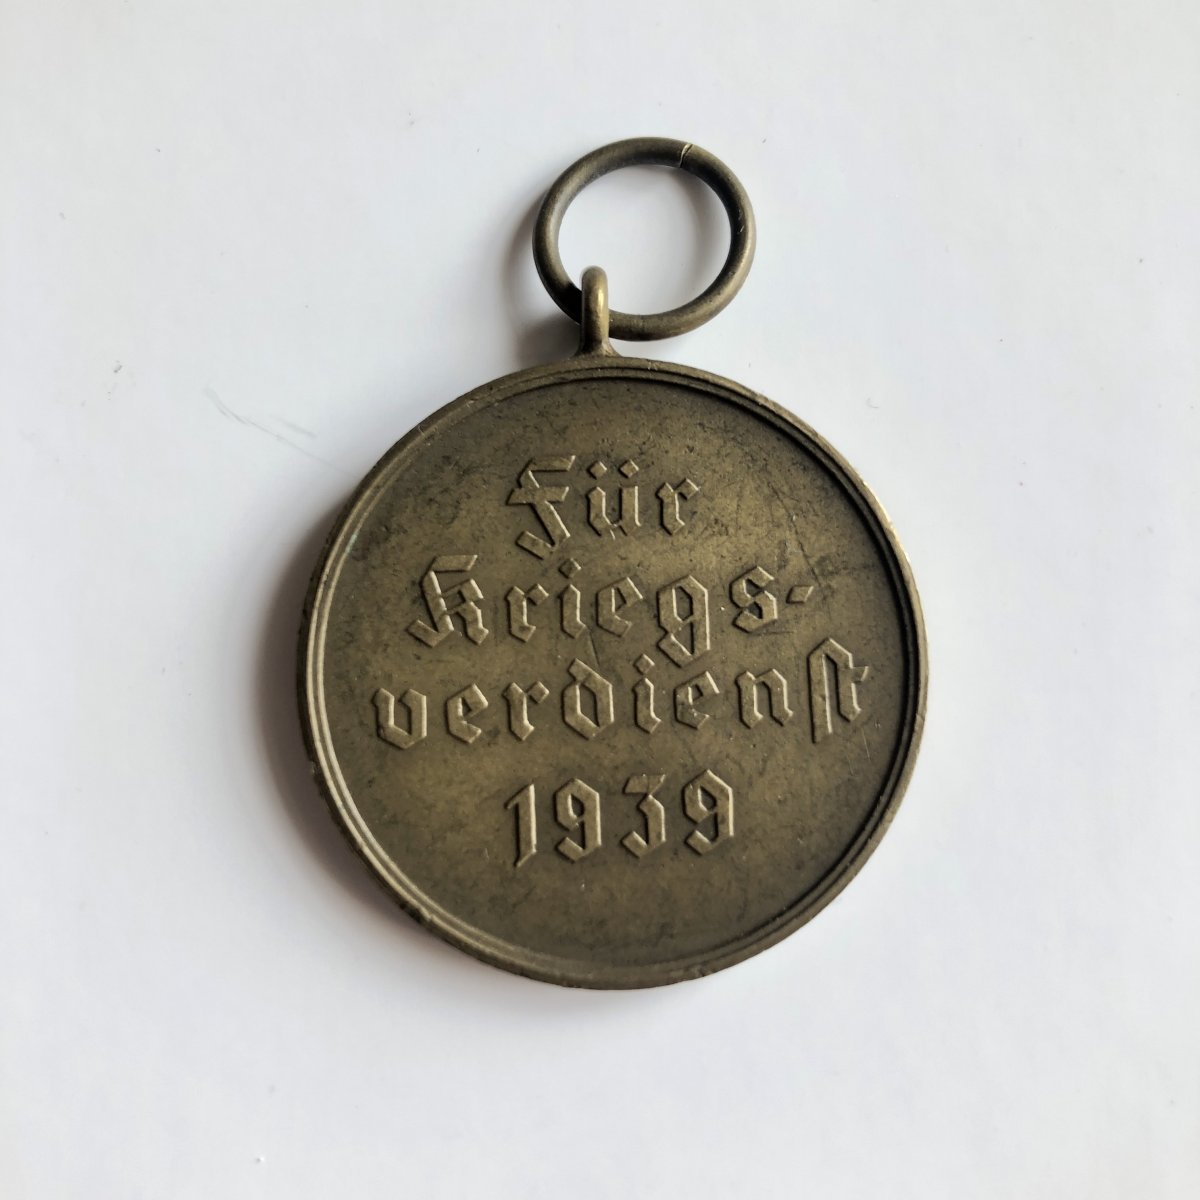 Für
Kriegs-
verdienst
1939